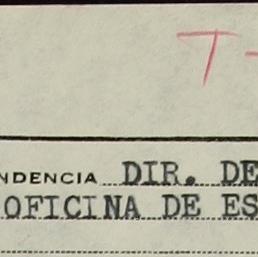 T-
NDENCIA DIR. DE
OFICINA DE ES